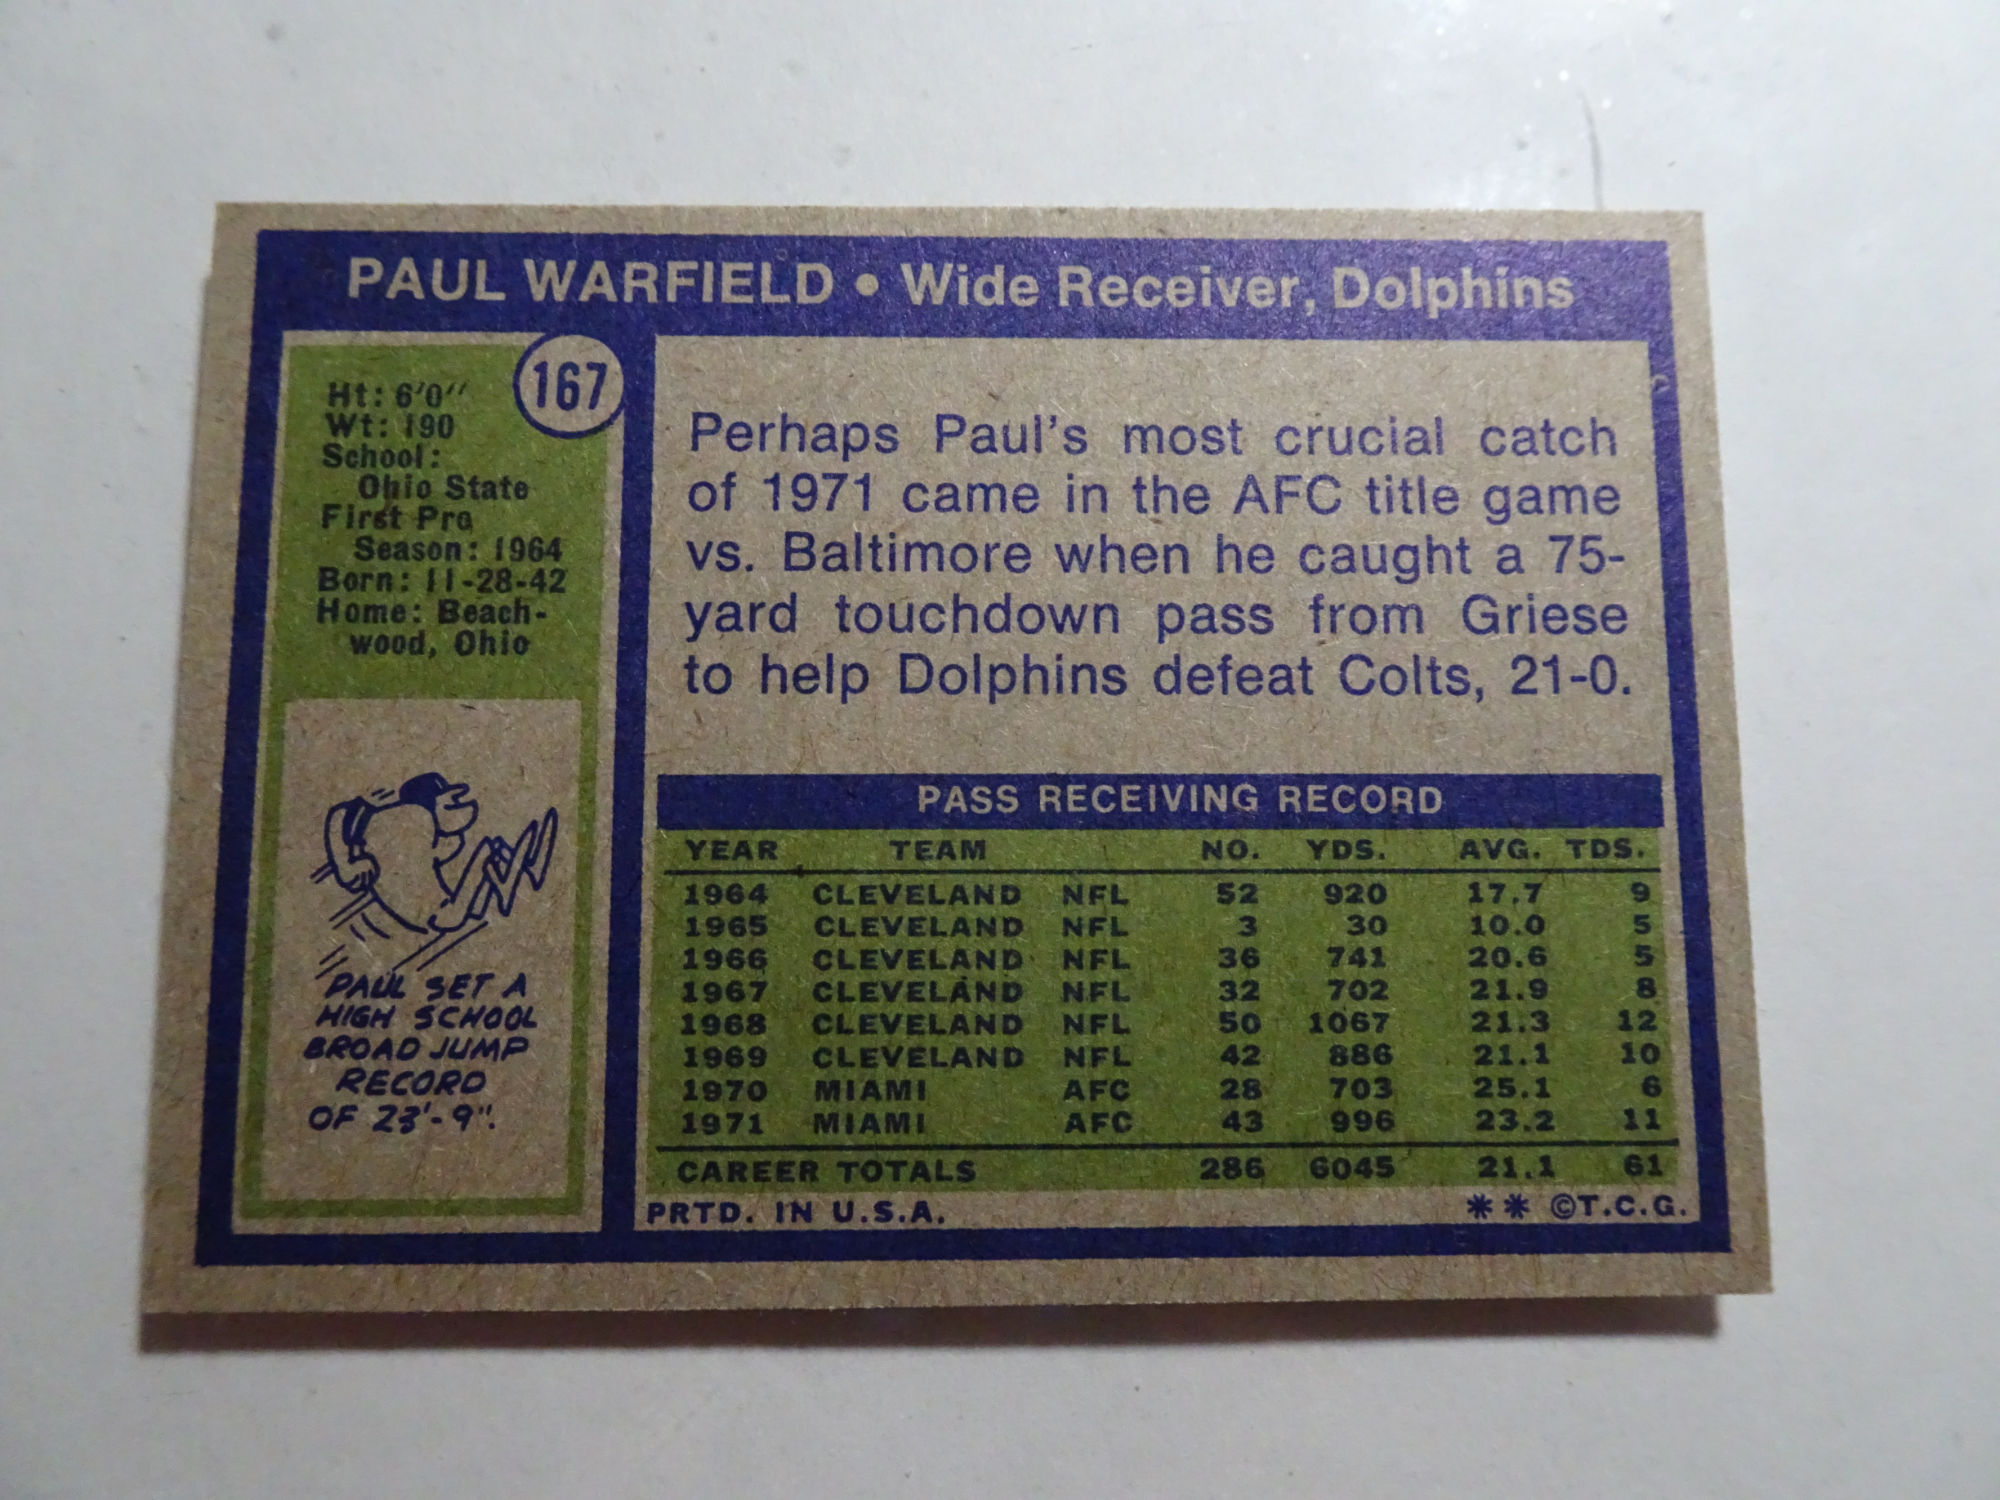 PAUL WARFIELD • Wide Receiver, Dolphins
167
Ht: 6'0''
Wt: 190
School:
Ohio State
First Pro
Season: 1964
Born: 11-28-42
Home: Beach-
wood, Ohio
PAUL SET A
HIGH SCHOOL
BROAD JUMP
RECORD
OF 23'-9".
Perhaps Paul's most crucial catch
of 1971 came in the AFC title game
vs. Baltimore when he caught a 75-
yard touchdown pass from Griese
to help Dolphins defeat Colts, 21-0.
PASS RECEIVING RECORD
YEAR TEAM NO. YDS. AVG. TDS.
1964 CLEVELAND NFL 52 920 17.7 9
1965 CLEVELAND NFL 3 30 10.0 5
1966 CLEVELAND NFL 36 741 20.6 5
1967 CLEVELAND NFL 32 702 21.9 8
1968 CLEVELAND NFL 50 1067 21.3 12
1969 CLEVELAND NFL 42 886 21.1 10
1970 MIAMI AFC 28 703 25.1 6
1971 MIAMI AFC 43 996 23.2 11
CAREER TOTALS 286 6045 21.1 61
PRTD. IN U.S.A. ** ©T.C.G.